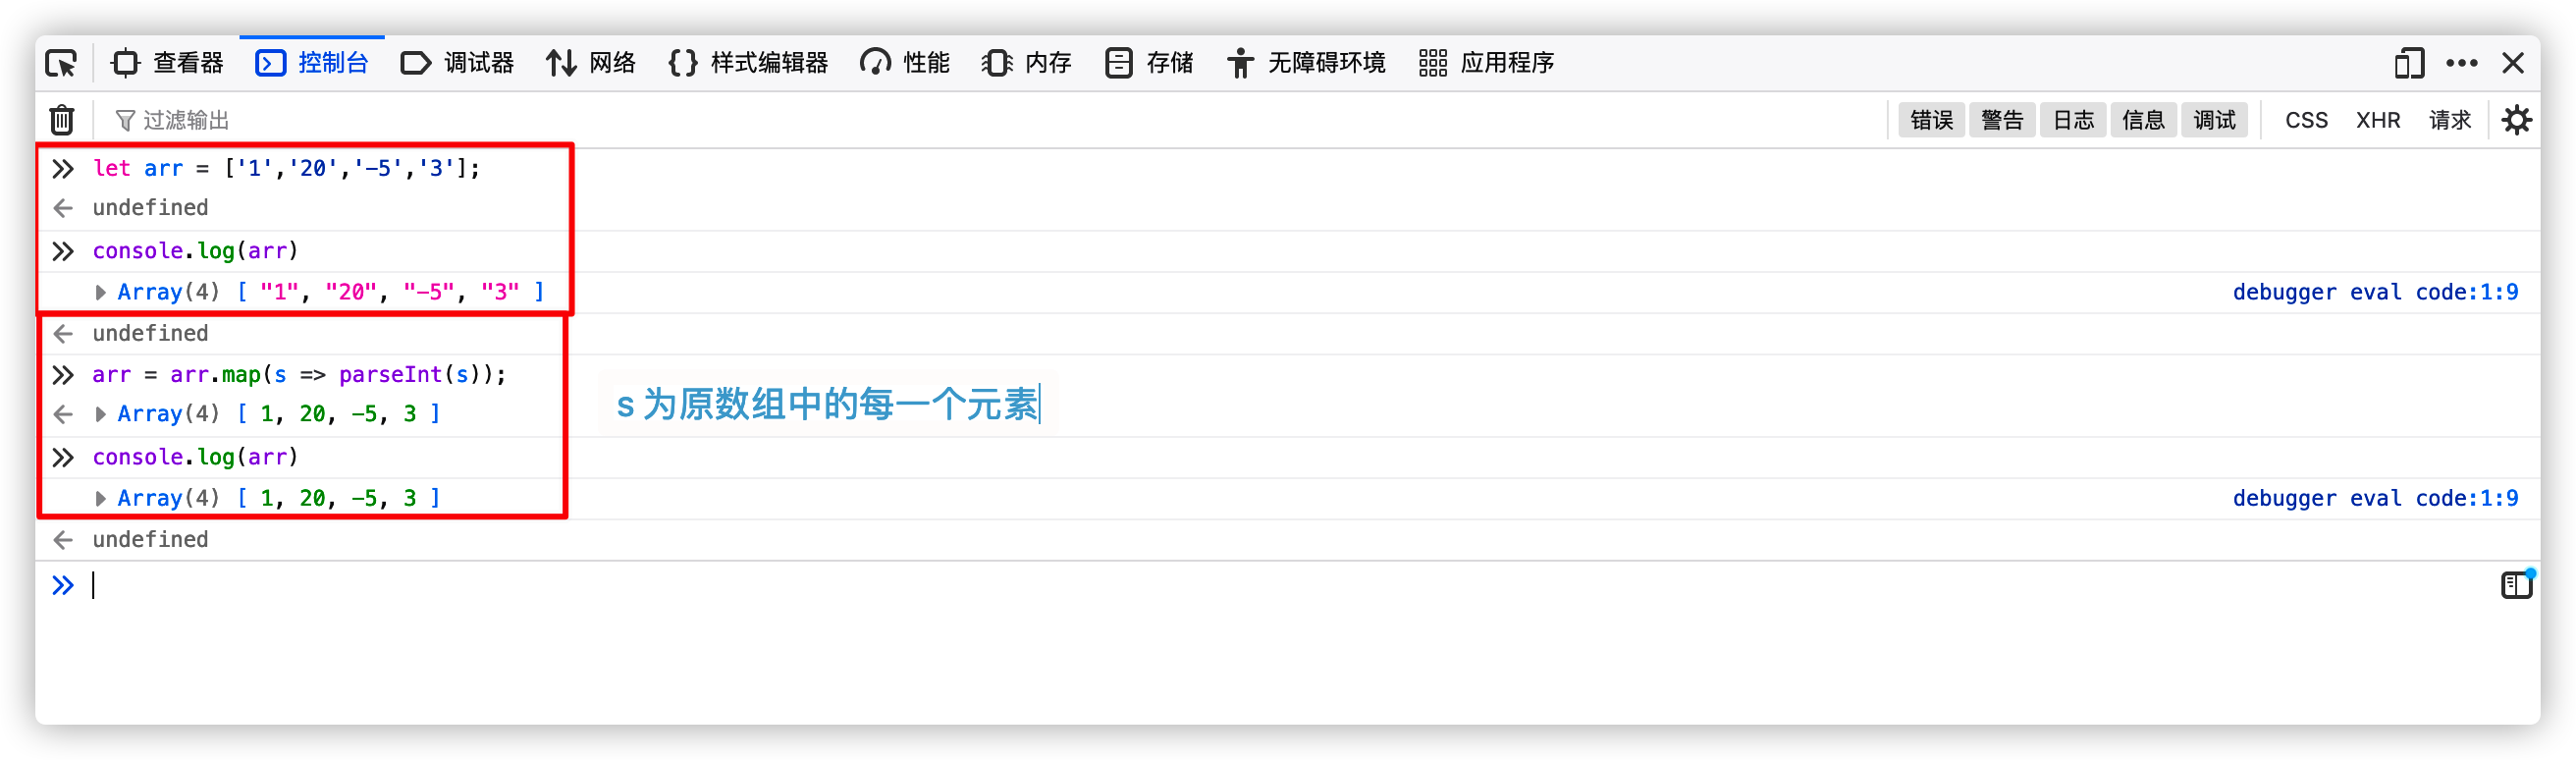 查看器 控制台 调试器 网络 {} 样式编辑器 性能 内存 存储 无障碍环境 应用程序
过滤输出 错误 警告 日志 信息 调试 CSS XHR 请求
let arr = ['1','20','-5','3'];
undefined
console.log(arr)
Array(4) [ "1", "20", "-5", "3" ] debugger eval code:1:9
undefined
arr = arr.map(s => parseInt(s));
s 为原数组中的每一个元素
Array(4) [ 1, 20, -5, 3 ]
console.log(arr)
Array(4) [ 1, 20, -5, 3 ] debugger eval code:1:9
undefined